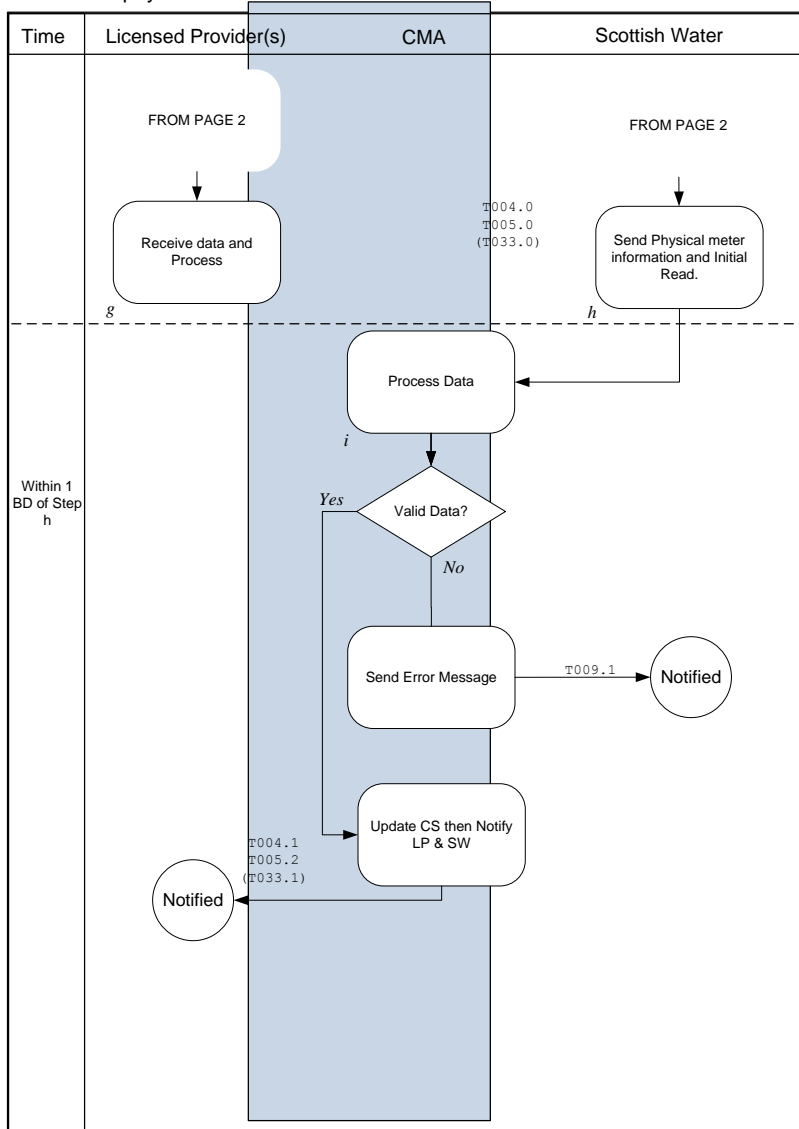 Time
Licensed Provider(s)
CMA
Scottish Water
FROM PAGE 2
FROM PAGE 2
Receive data and
Process
g
T004.0
T005.0
(T033.0)
Send Physical meter
information and Initial
Read.
h
Process Data
i
Within 1
BD of Step
h
Valid Data?
Yes
No
Send Error Message
T009.1
Notified
Update CS then Notify
LP & SW
T004.1
T005.2
(T033.1)
Notified